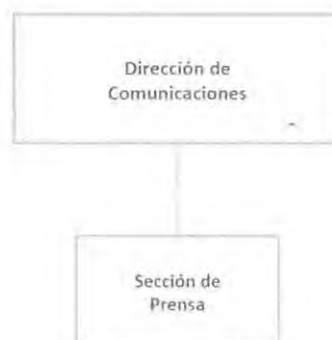 Dirección de
Comunicaciones
Sección de
Prensa